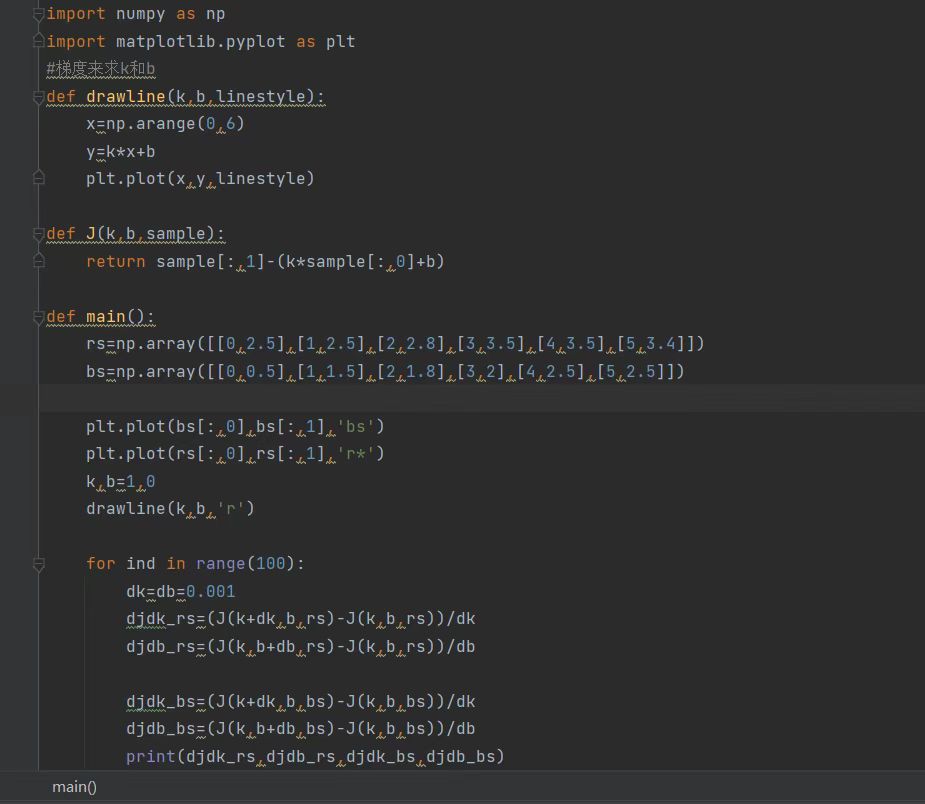 import numpy as np
import matplotlib.pyplot as plt
#梯度来求k和b
def drawline(k,b,linestyle):
    x=np.arange(0,6)
    y=k*x+b
    plt.plot(x,y,linestyle)

def J(k,b,sample):
    return sample[:,1]-(k*sample[:,0]+b)

def main():
    rs=np.array([[0,2.5],[1,2.5],[2,2.8],[3,3.5],[4,3.5],[5,3.4]])
    bs=np.array([[0,0.5],[1,1.5],[2,1.8],[3,2],[4,2.5],[5,2.5]])

    plt.plot(bs[:,0],bs[:,1],'bs')
    plt.plot(rs[:,0],rs[:,1],'r*')
    k,b=1,0
    drawline(k,b,'r')

    for ind in range(100):
        dk=db=0.001
        djdk_rs=(J(k+dk,b,rs)-J(k,b,rs))/dk
        djdb_rs=(J(k,b+db,rs)-J(k,b,rs))/db

        djdk_bs=(J(k+dk,b,bs)-J(k,b,bs))/dk
        djdb_bs=(J(k,b+db,bs)-J(k,b,bs))/db
        print(djdk_rs,djdb_rs,djdk_bs,djdb_bs)
main()